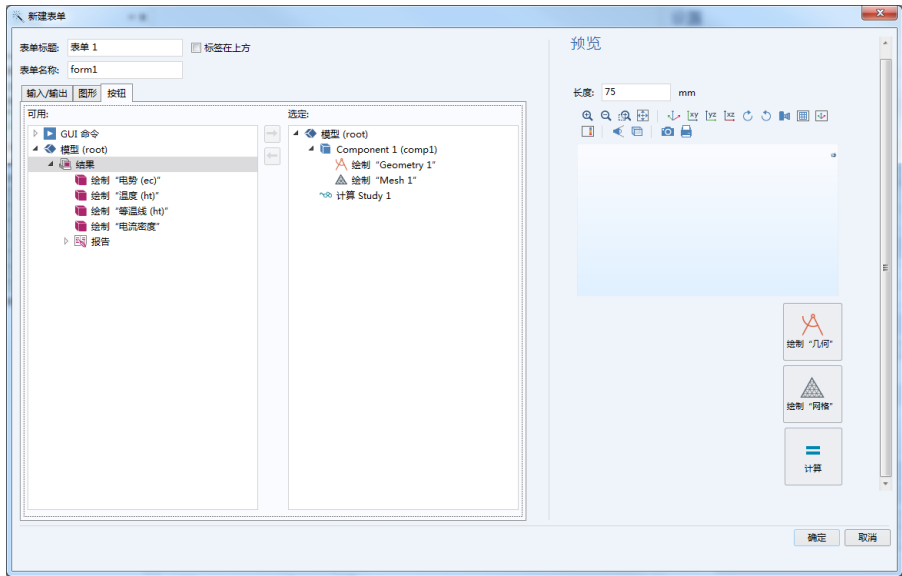 新建表单
表单标题: 表单 1 标签在上方
表单名称: form1
输入/输出 图形 按钮
可用:
GUI 命令
模型 (root)
结果
绘制 "电势 (ec)"
绘制 "温度 (ht)"
绘制 "等温线 (ht)"
绘制 "电流密度"
报告
选定:
模型 (root)
Component 1 (comp1)
绘制 "Geometry 1"
绘制 "Mesh 1"
计算 Study 1
预览
长度: 75 mm
xy yz xz
绘制 "几何"
绘制 "网格"
计算
确定 取消